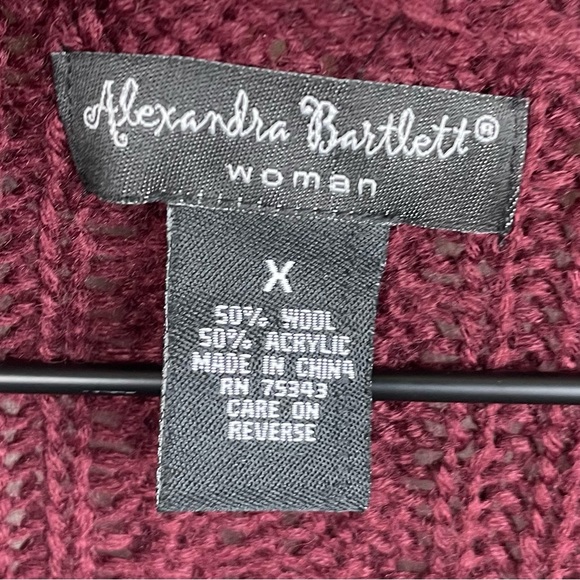 Alexandra Bartlett®
woman
X
50% WOOL
50% ACRYLIC
MADE IN CHINA
RN 75343
CARE ON
REVERSE